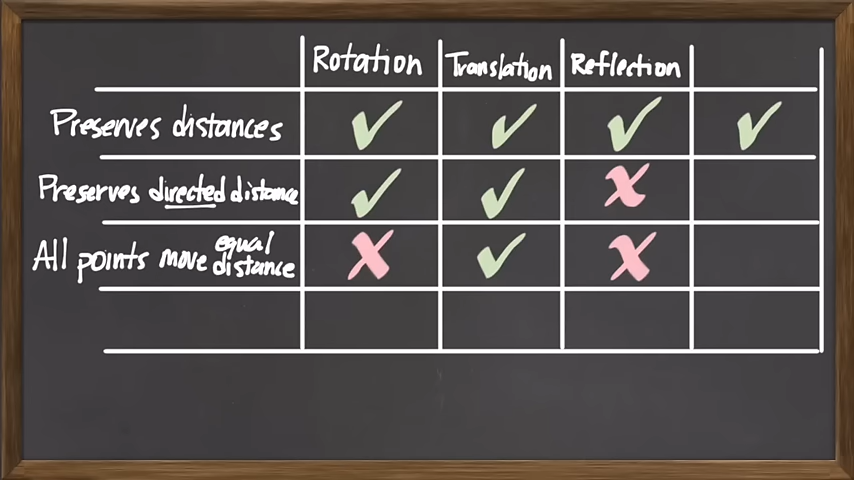 Rotation Translation Reflection
Preserves distances ✓ ✓ ✓ ✓
Preserves directed distance ✓ ✓ ✗
All points move equal distance ✗ ✓ ✗